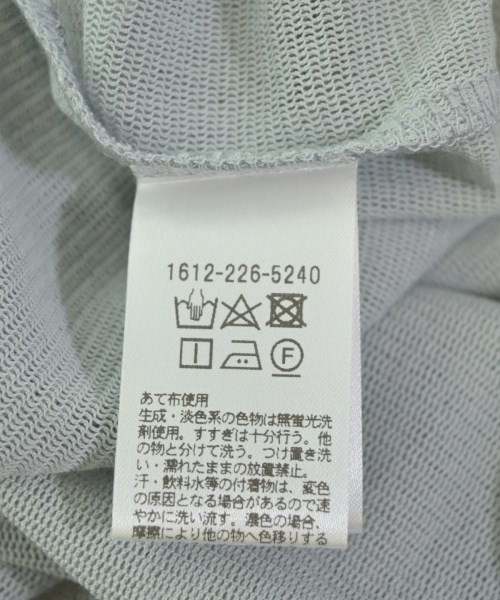 1612-226-5240
F
あて布使用
生成・淡色系の色物は無蛍光洗
剤使用。すすぎは十分行う。他
の物と分けて洗う。つけ置き洗
い・濡れたままの放置禁止。
汗・飲料水等の付着物は、変色
の原因となる場合があるので速
やかに洗い流す。濃色の場合、
摩擦により他の物へ色移りする